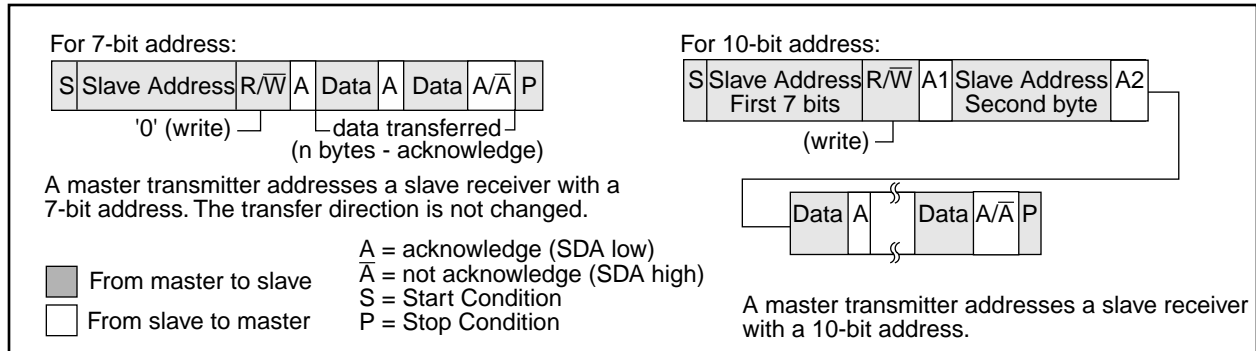 For 7-bit address:
S Slave Address R/W̅ A Data A Data A/A̅ P
'0' (write) data transferred
(n bytes - acknowledge)
A master transmitter addresses a slave receiver with a
7-bit address. The transfer direction is not changed.
From master to slave
From slave to master
A = acknowledge (SDA low)
A̅ = not acknowledge (SDA high)
S = Start Condition
P = Stop Condition
For 10-bit address:
S Slave Address First 7 bits R/W̅ A1 Slave Address Second byte A2
(write)
Data A Data A/A̅ P
A master transmitter addresses a slave receiver
with a 10-bit address.